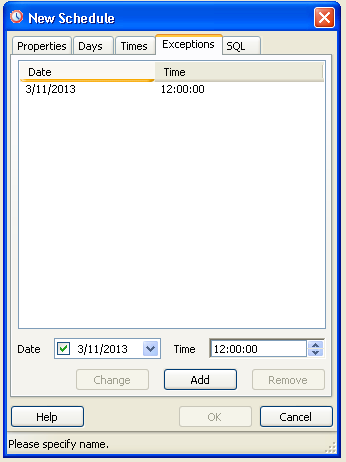 New Schedule
Properties Days Times Exceptions SQL
Date Time
3/11/2013 12:00:00
Date 3/11/2013 Time 12:00:00
Change Add Remove
Help OK Cancel
Please specify name.